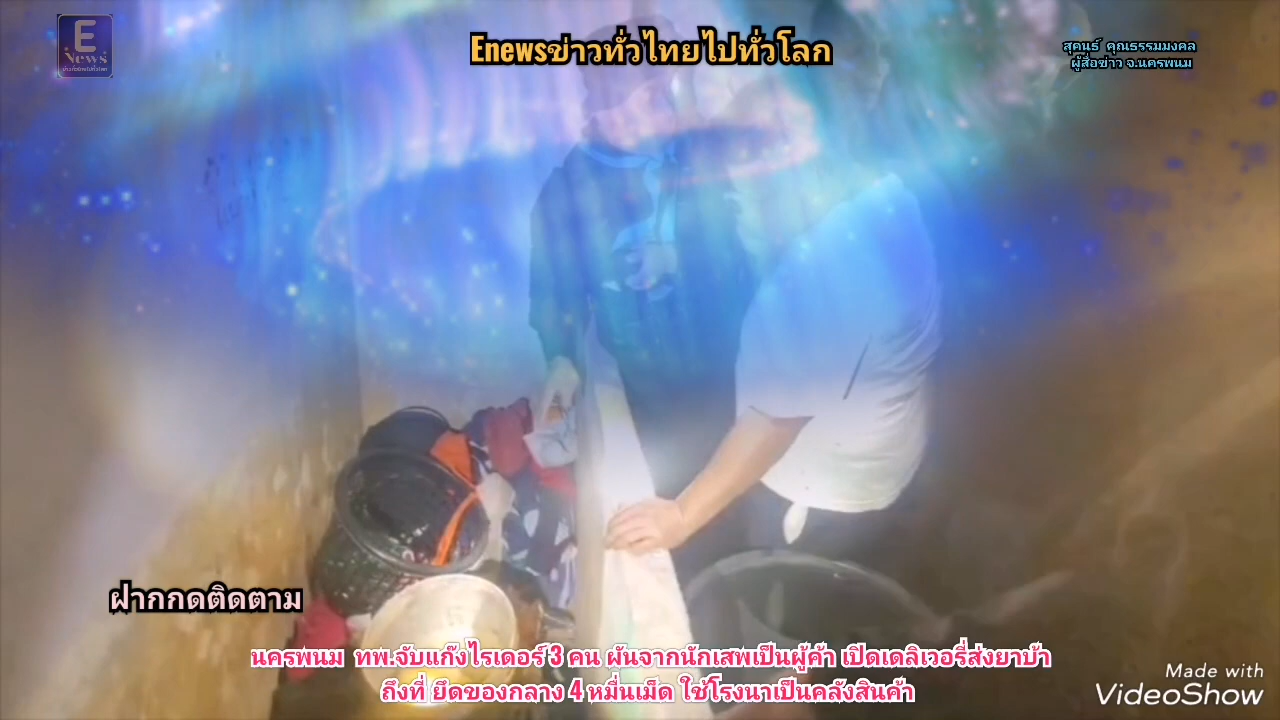 E
News
Enewsข่าวทั่วไทยไปทั่วโลก
สุคนธ์ คุณธรรมมงคล
ผู้สื่อข่าว จ.นครพนม
ฝากกดติดตาม
นครพนม ทพ.จับแก๊งไรเดอร์ 3 คน ผันจากนักเสพเป็นผู้ค้า เปิดเดลิเวอรี่ส่งยาบ้า
ถึงที่ ยึดของกลาง 4 หมื่นเม็ด ใช้โรงนาเป็นคลังสินค้า
Made with
VideoShow